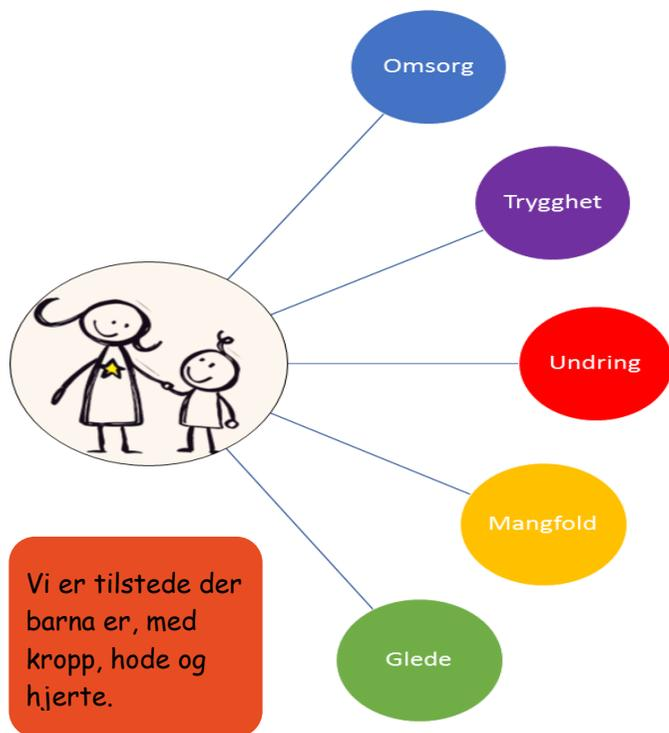 Omsorg
Trygghet
Undring
Mangfold
Glede
Vi er tilstede der
barna er, med
kropp, hode og
hjerte.